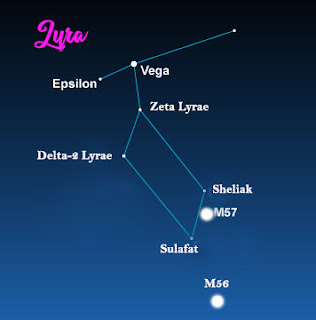 Lyra
Vega
Epsilon
Zeta Lyrae
Delta-2 Lyrae
Sheliak
M57
Sulafat
M56